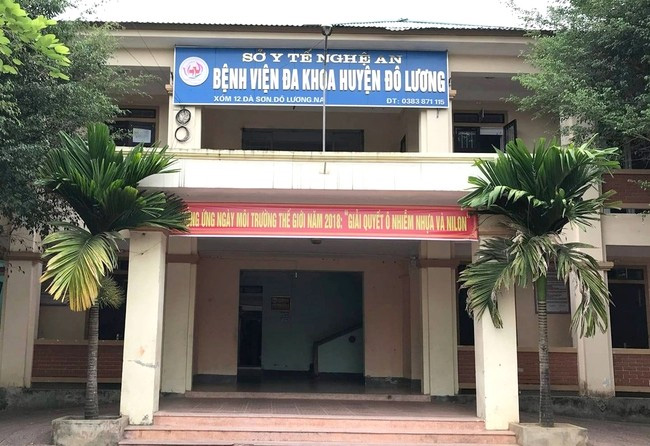 SỞ Y TẾ NGHỆ AN
BỆNH VIỆN ĐA KHOA HUYỆN ĐÔ LƯƠNG
XÓM 12.ĐÀ SƠN.ĐÔ LƯƠNG.NA
ĐT: 0383 871 115
ỨNG NGÀY MÔI TRƯỜNG THẾ GIỚI NĂM 2018: "GIẢI QUYẾT Ô NHIỄM NHỰA VÀ NILON"